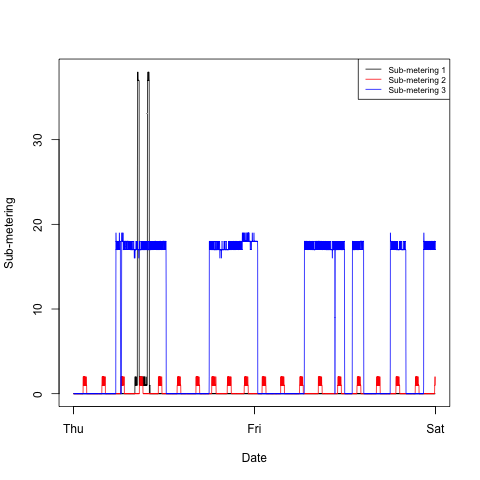 Sub-metering 1
Sub-metering 2
Sub-metering 3
Sub-metering
30
20
10
0
Thu
Fri
Sat
Date